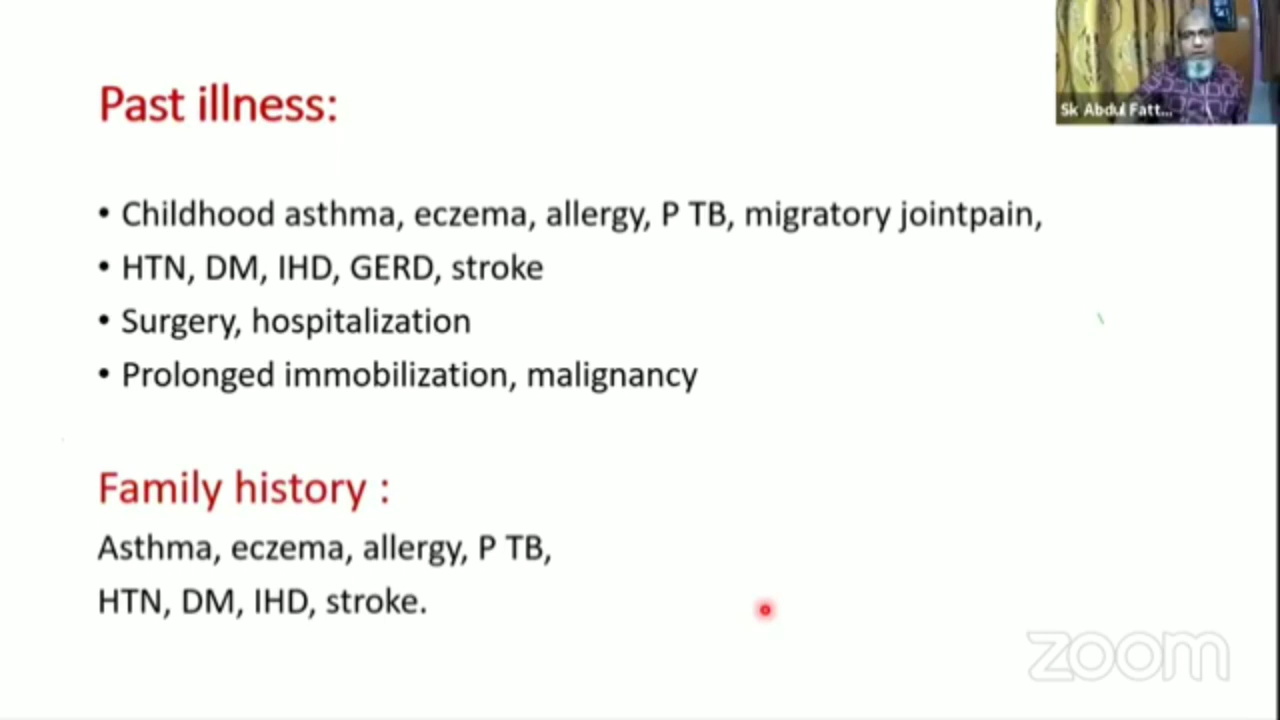 Past illness:
Sk Abdul Fatt...
• Childhood asthma, eczema, allergy, P TB, migratory jointpain,
• HTN, DM, IHD, GERD, stroke
• Surgery, hospitalization
• Prolonged immobilization, malignancy
Family history :
Asthma, eczema, allergy, P TB,
HTN, DM, IHD, stroke.
zoom